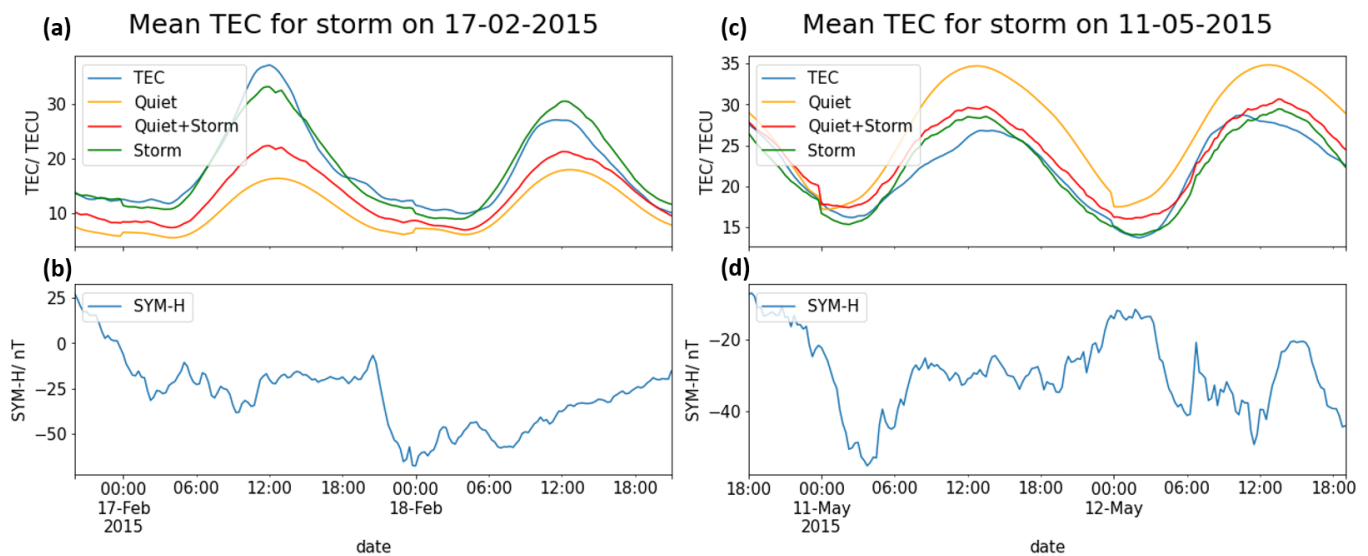 (a) Mean TEC for storm on 17-02-2015
TEC
Quiet
Quiet+Storm
Storm
TEC/ TECU
30
20
10
(b)
SYM-H
SYM-H/ nT
25
0
−25
−50
00:00 06:00 12:00 18:00 00:00 06:00 12:00 18:00
17-Feb 18-Feb
2015
date
(c) Mean TEC for storm on 11-05-2015
TEC
Quiet
Quiet+Storm
Storm
TEC/ TECU
35
30
25
20
15
(d)
SYM-H
SYM-H/ nT
−20
−40
18:00 00:00 06:00 12:00 18:00 00:00 06:00 12:00 18:00
11-May 12-May
2015
date